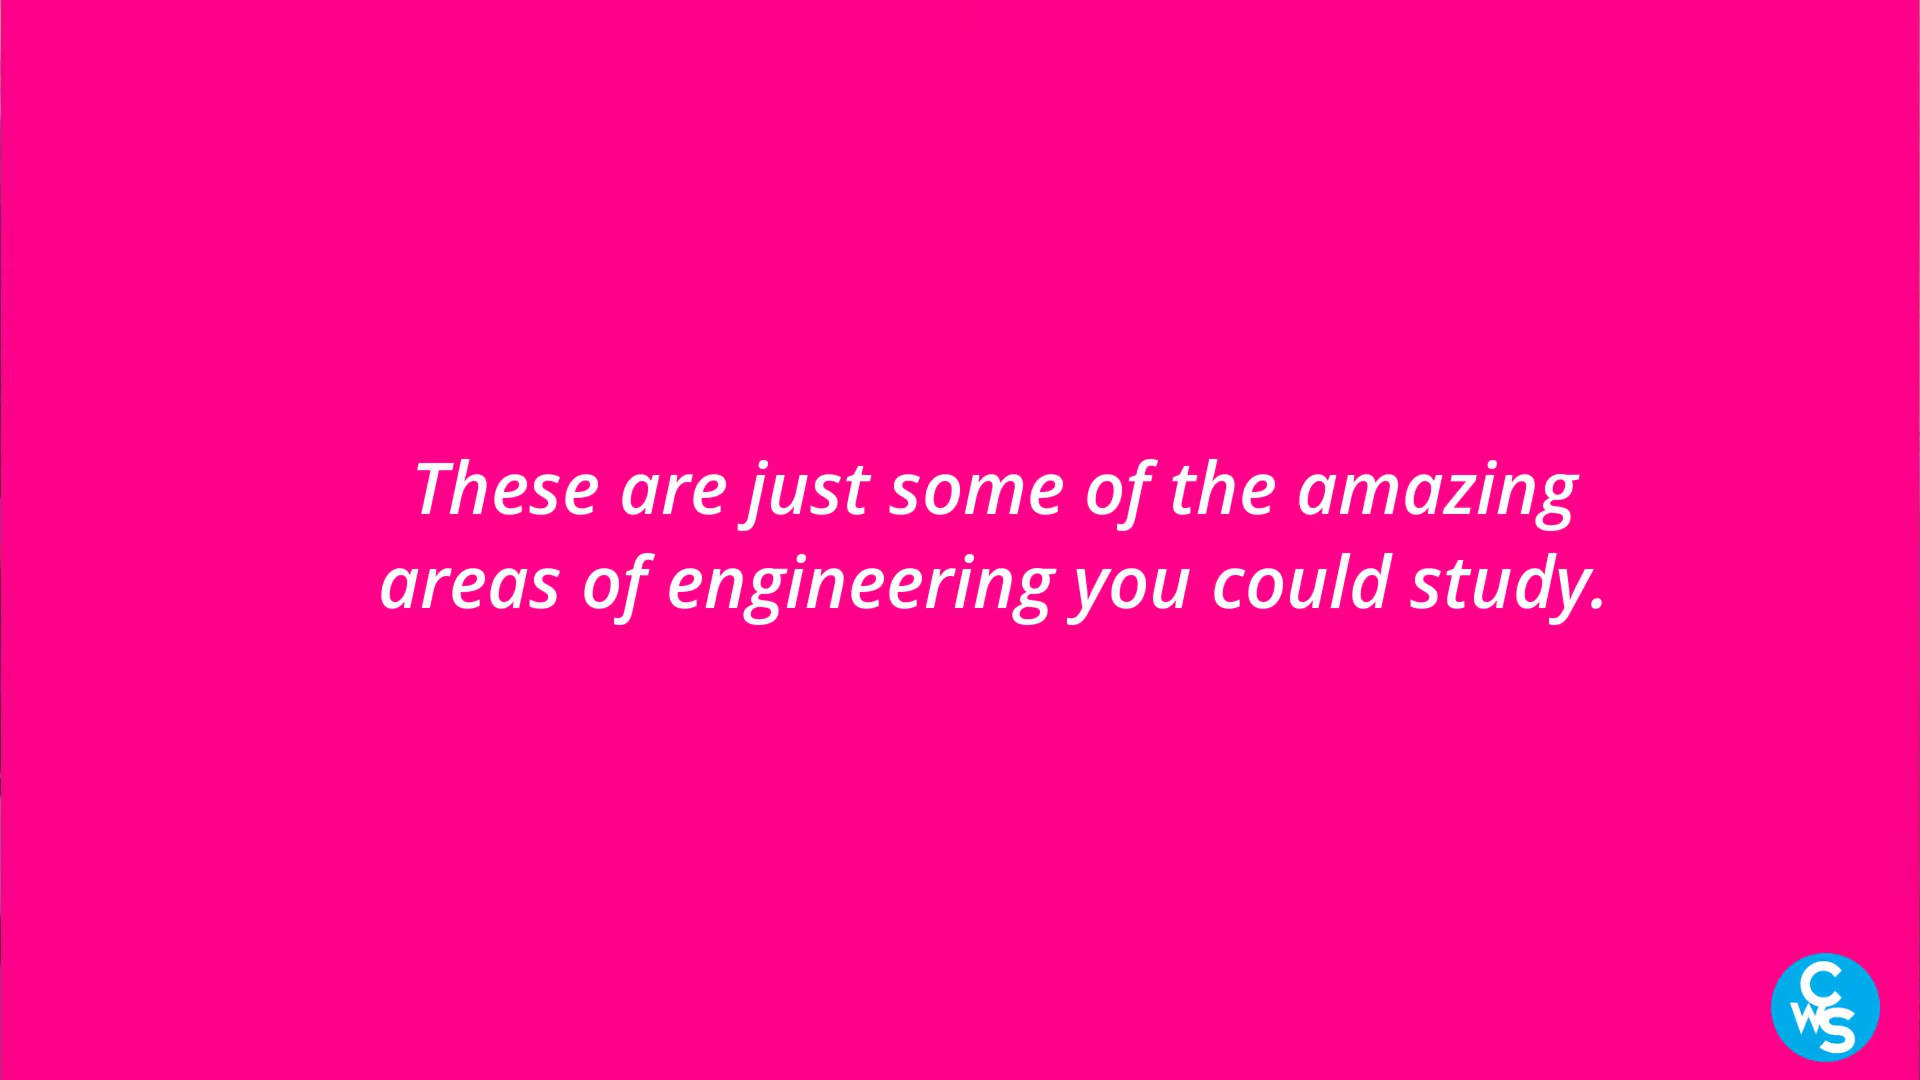 These are just some of the amazing
areas of engineering you could study.
CWS